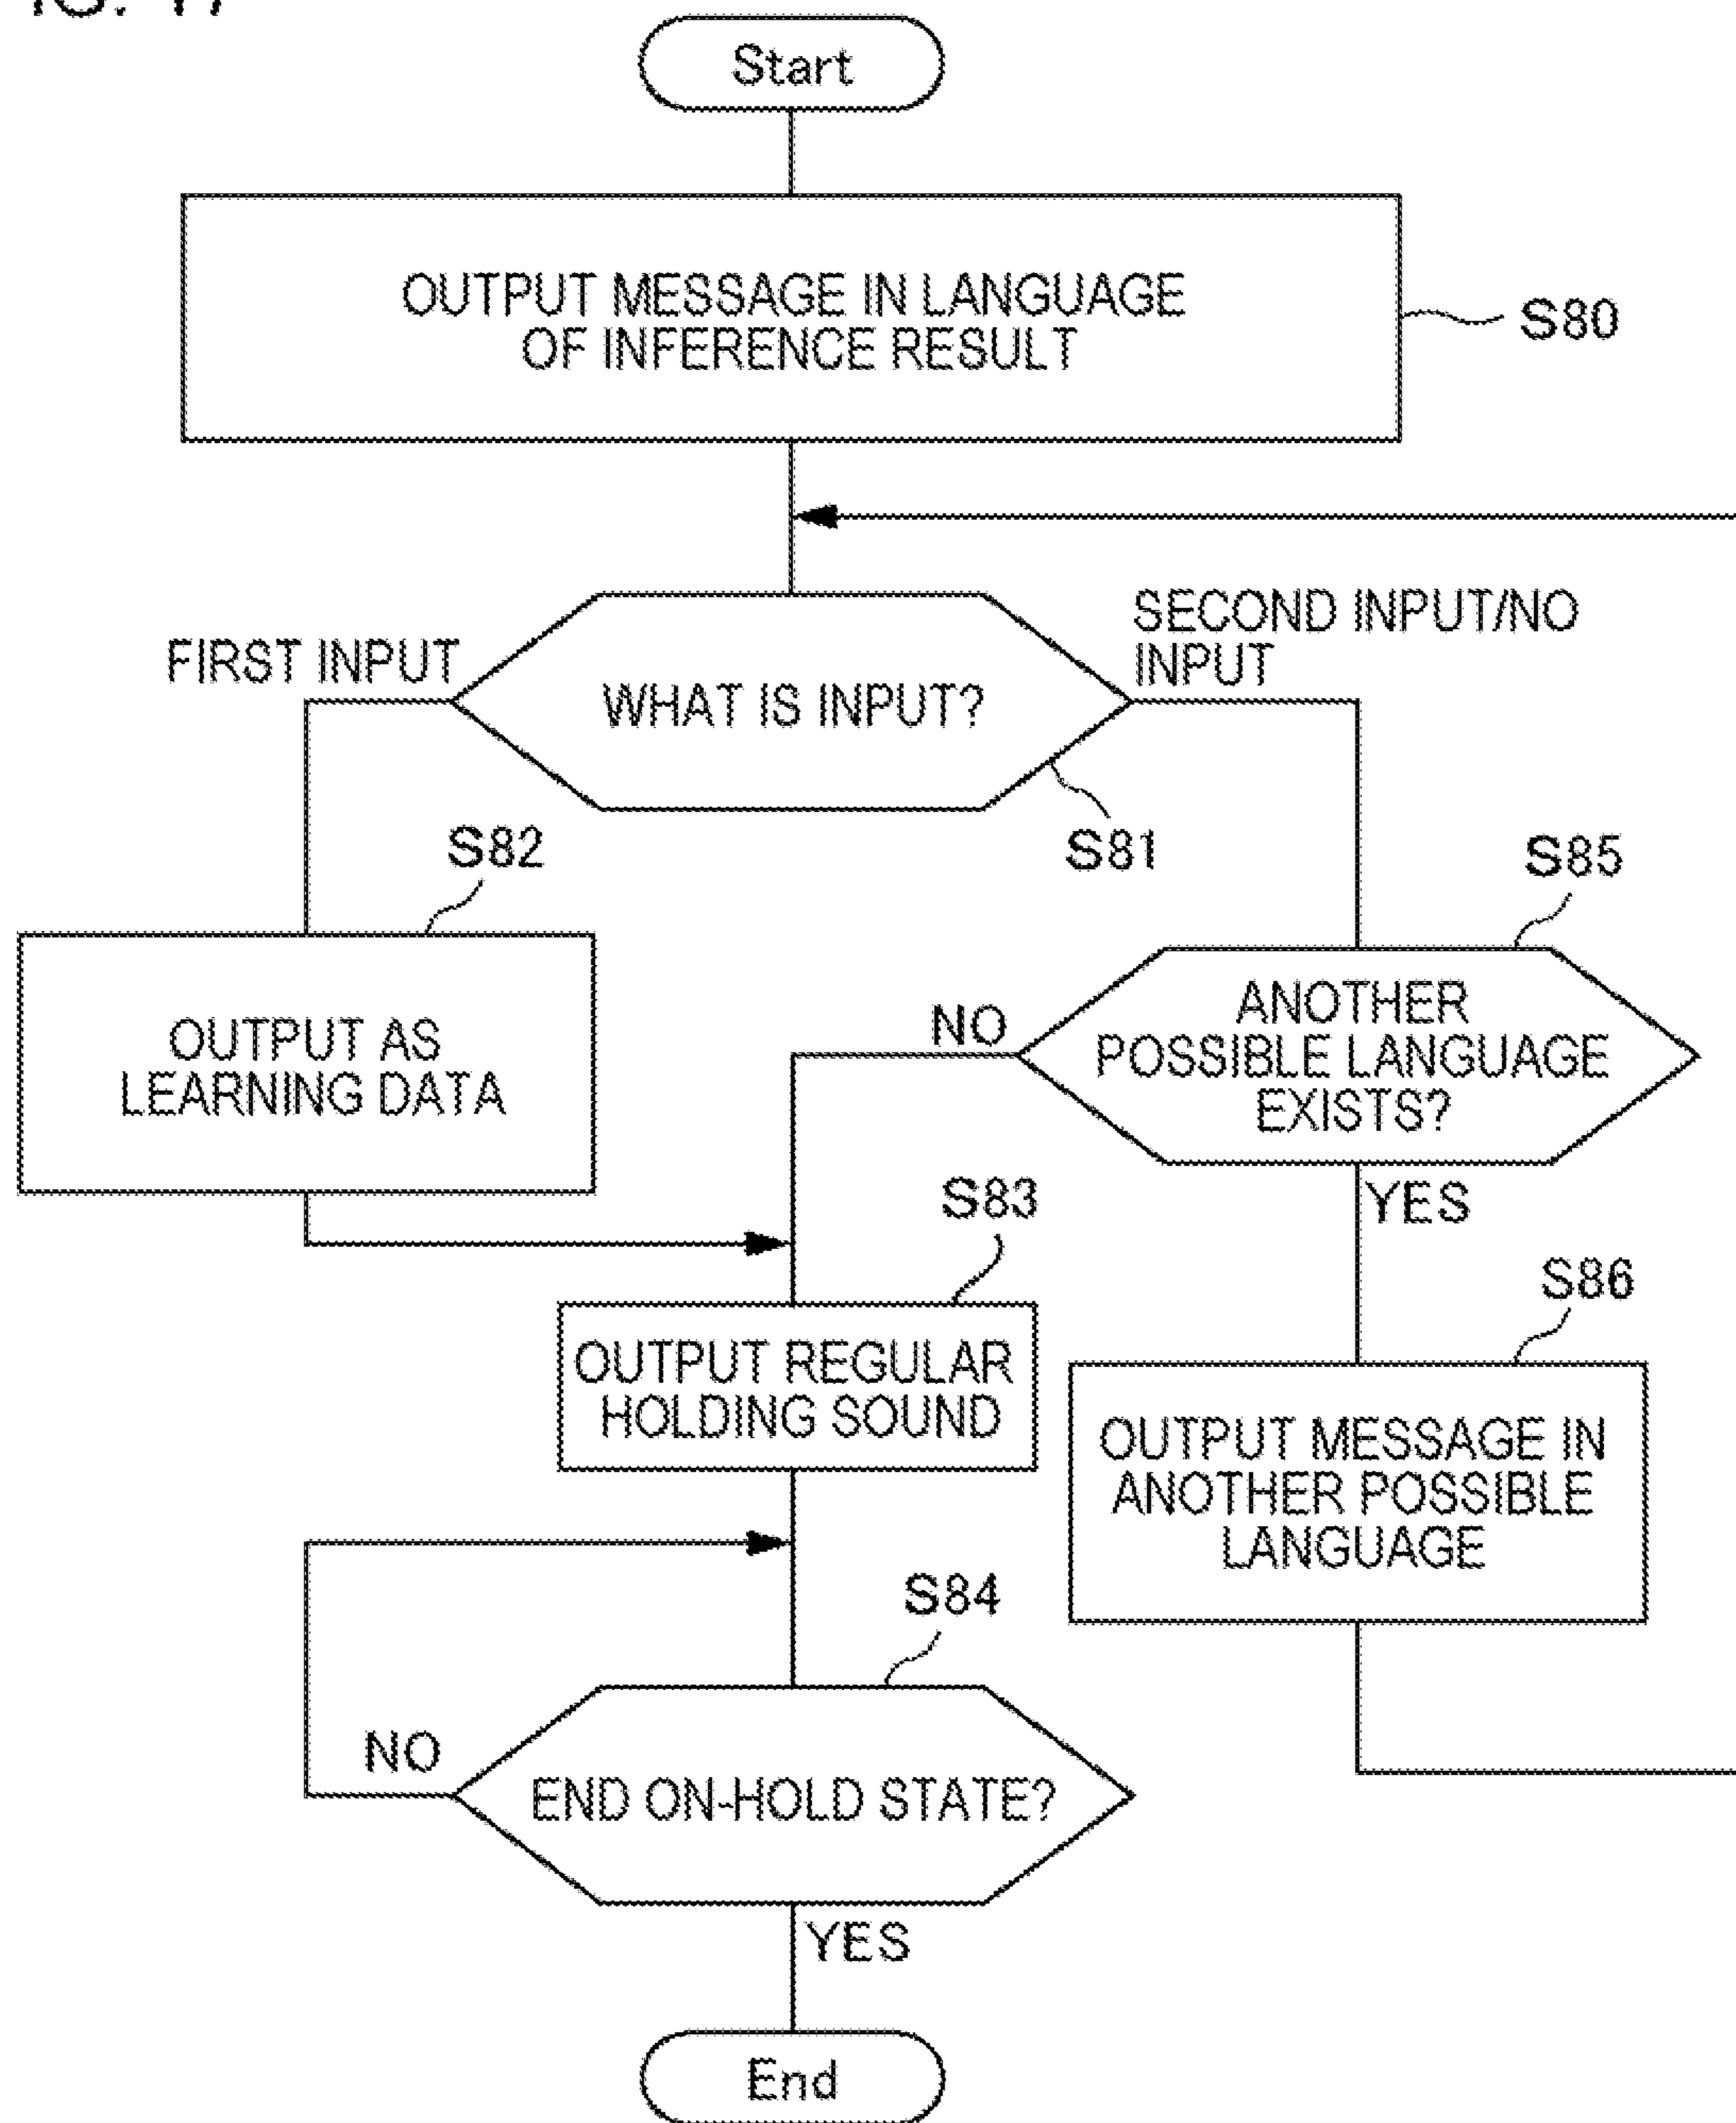 Start
OUTPUT MESSAGE IN LANGUAGE
OF INFERENCE RESULT
S80
FIRST INPUT
WHAT IS INPUT?
SECOND INPUT/NO
INPUT
S81
S82
OUTPUT AS
LEARNING DATA
S85
ANOTHER
POSSIBLE LANGUAGE
EXISTS?
NO
YES
S83
OUTPUT REGULAR
HOLDING SOUND
S86
OUTPUT MESSAGE IN
ANOTHER POSSIBLE
LANGUAGE
S84
END ON-HOLD STATE?
NO
YES
End